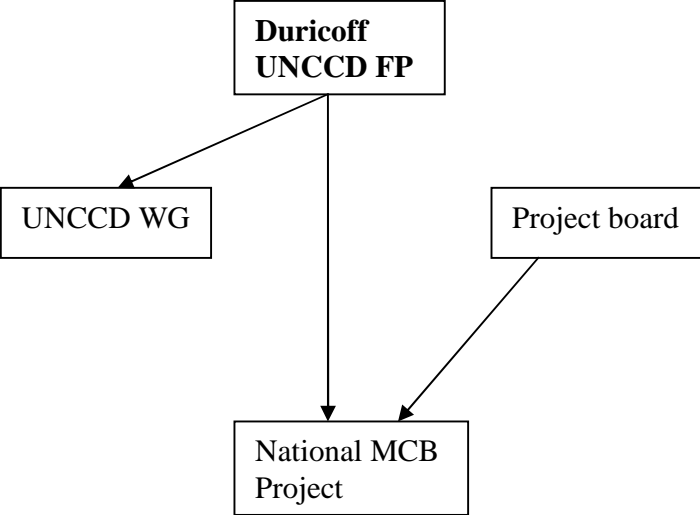 Duricoff
UNCCD FP
UNCCD WG
Project board
National MCB
Project